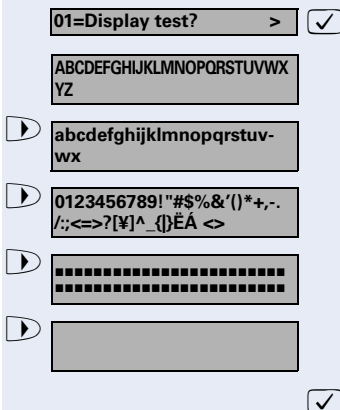 01=Display test? >
ABCDEFGHIJKLMNOPQRSTUVWX
YZ
abcdefghijklmnopqrstuv-
wx
0123456789!"#$%&'()*+,-.
/:;<=>?[¥]^_{|}ËÁ <>
■■■■■■■■■■■■■■■■■■■■■■■■
■■■■■■■■■■■■■■■■■■■■■■■■